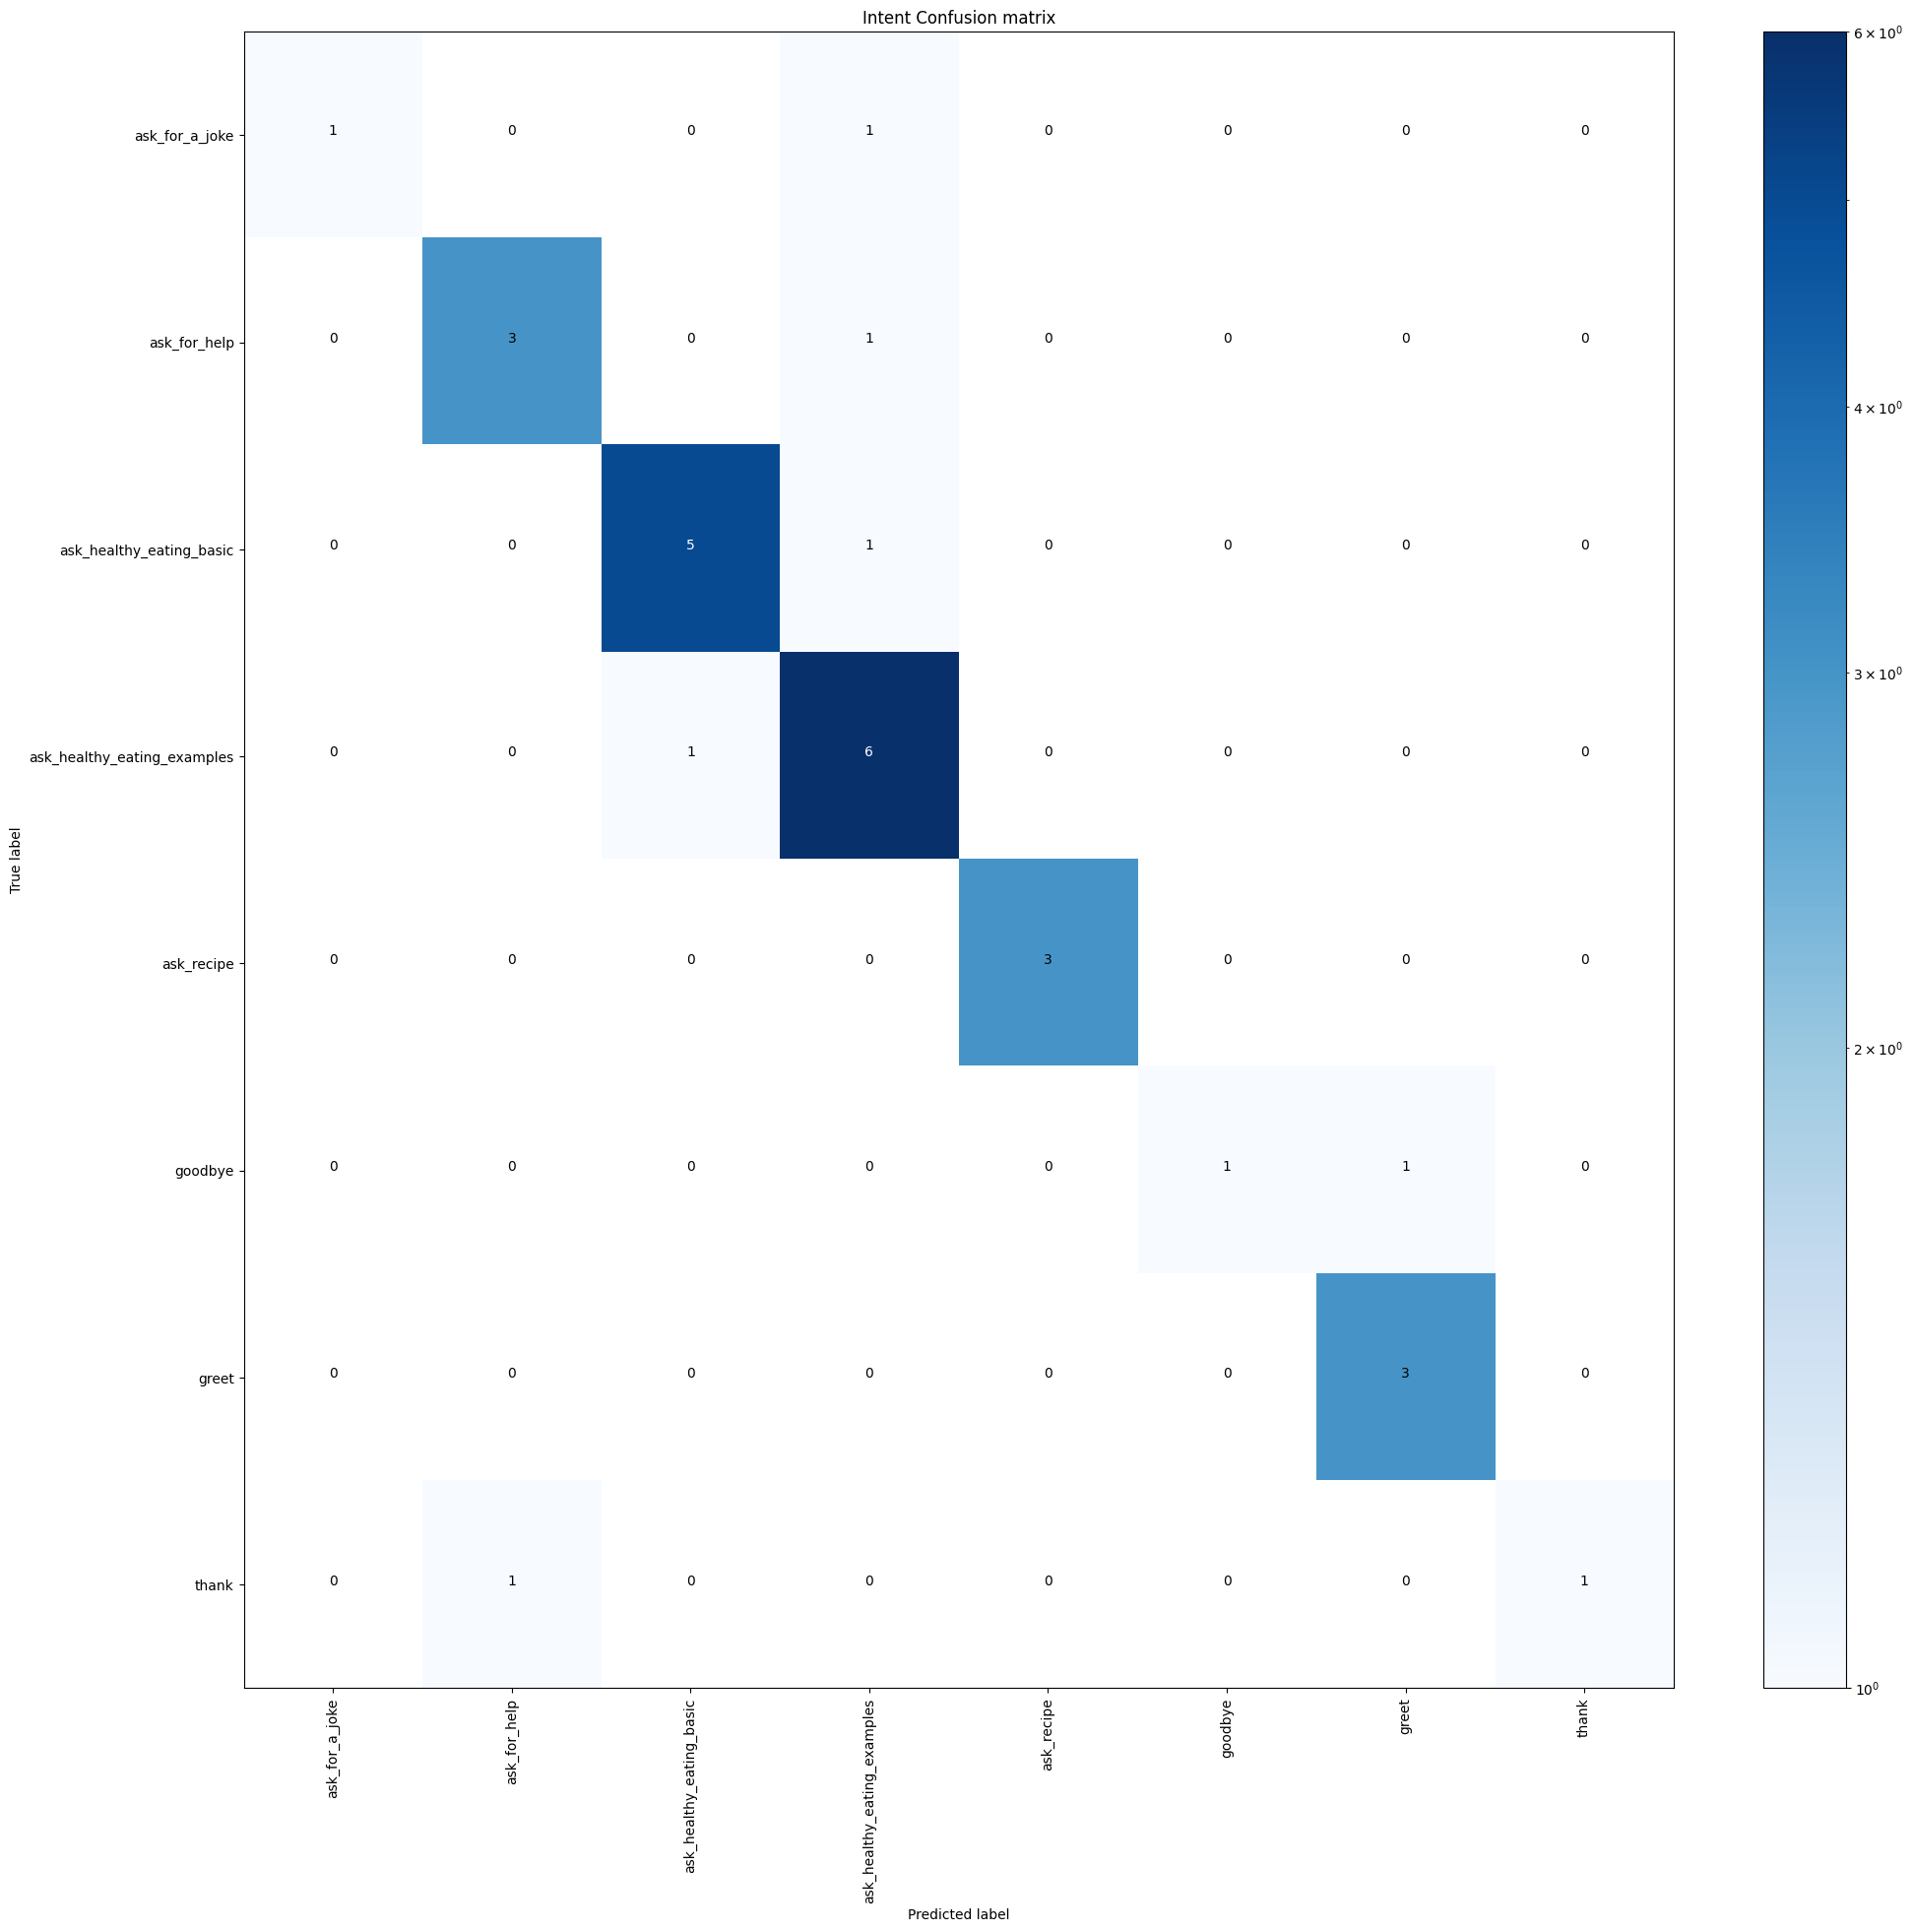 Intent Confusion matrix
ask_for_a_joke 1 0 0 1 0 0 0 0
ask_for_help 0 3 0 1 0 0 0 0
ask_healthy_eating_basic 0 0 5 1 0 0 0 0
ask_healthy_eating_examples 0 0 1 6 0 0 0 0
ask_recipe 0 0 0 0 3 0 0 0
goodbye 0 0 0 0 0 1 1 0
greet 0 0 0 0 0 0 3 0
thank 0 1 0 0 0 0 0 1
True label
ask_for_a_joke
ask_for_help
ask_healthy_eating_basic
ask_healthy_eating_examples
ask_recipe
goodbye
greet
thank
Predicted label
6 × 10⁰
4 × 10⁰
3 × 10⁰
2 × 10⁰
10⁰